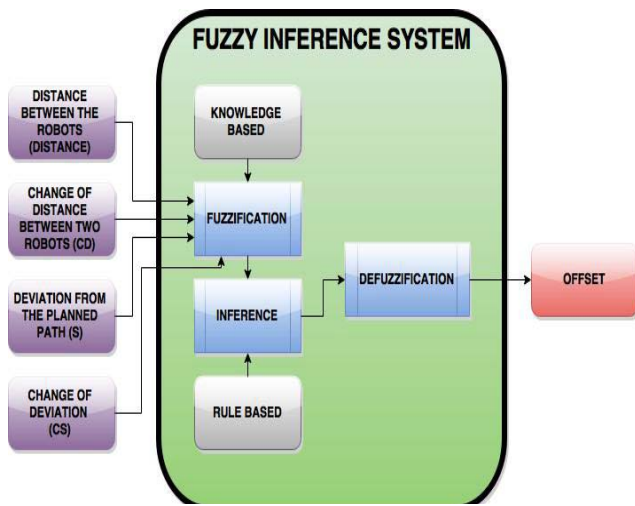 FUZZY INFERENCE SYSTEM
DISTANCE
BETWEEN THE
ROBOTS
(DISTANCE)
KNOWLEDGE
BASED
CHANGE OF
DISTANCE
BETWEEN TWO
ROBOTS (CD)
FUZZIFICATION
DEVIATION FROM
THE PLANNED
PATH (S)
INFERENCE
DEFUZZIFICATION
OFFSET
CHANGE OF
DEVIATION
(CS)
RULE BASED